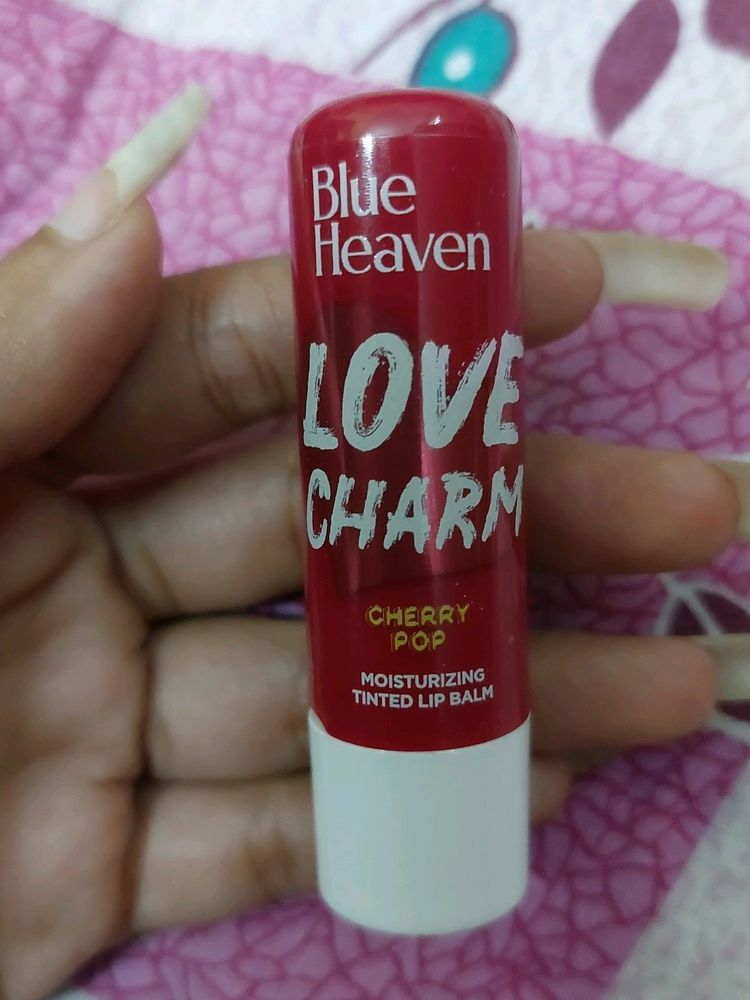 Blue
Heaven
LOVE
CHARM
CHERRY
POP
MOISTURIZING
TINTED LIP BALM